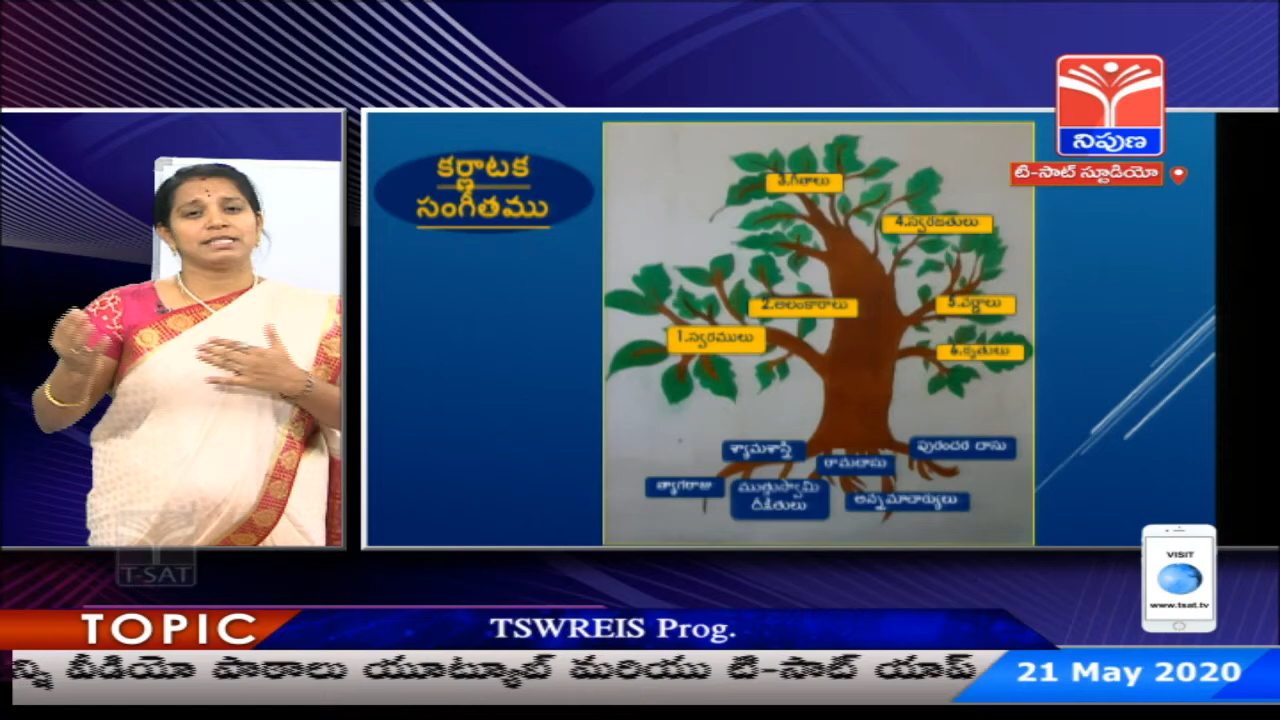 నిపుణ
టి-సాట్ స్టూడియో
కర్ణాటక
సంగీతము
3.గీతాలు
4.స్వరజతులు
2.అలంకారాలు
5.వర్ణాలు
1.స్వరములు
6.కృతులు
శ్యామశాస్త్రి
రామదాసు
పురందర దాసు
త్యాగరాజు
ముత్తుస్వామి
దీక్షితులు
అన్నమాచార్యులు
T-SAT
VISIT
www.tsat.tv
TOPIC
TSWREIS Prog.
వీడియో పాఠాలు యూట్యూబ్ మరియు టి-సాట్ యాప్
21 May 2020